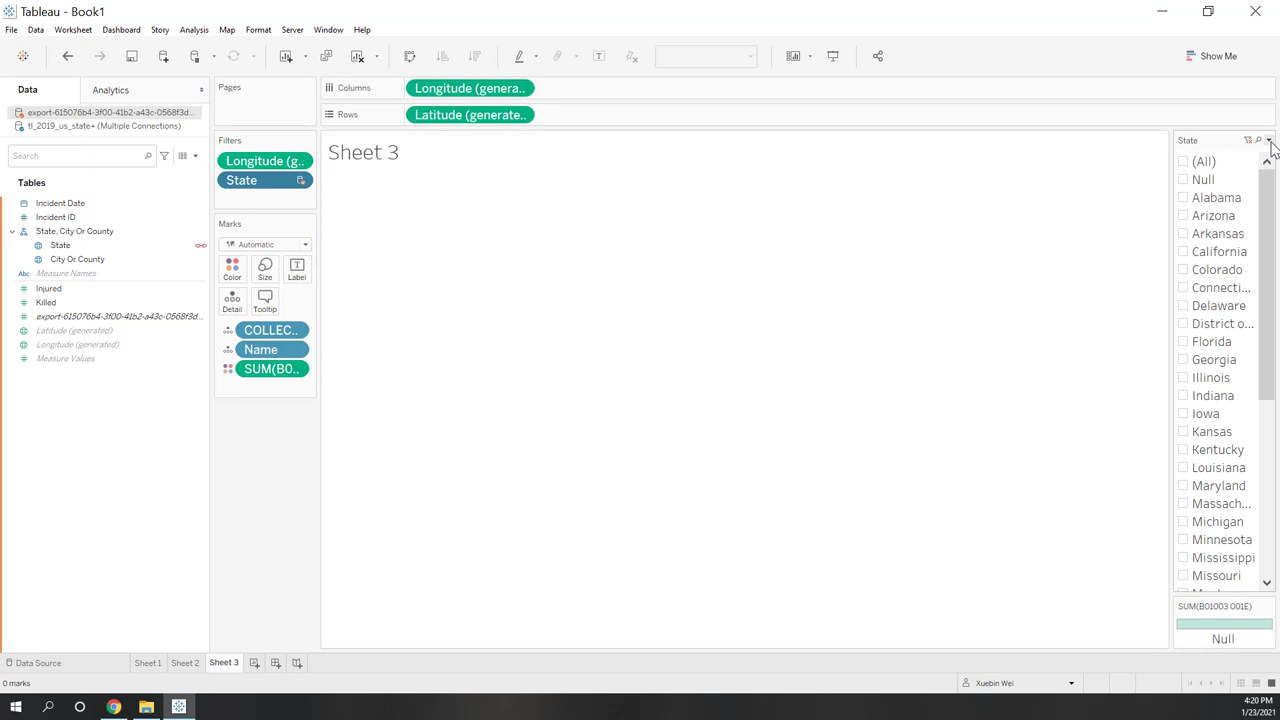 Tableau - Book1
File Data Worksheet Dashboard Story Analysis Map Format Server Window Help
Show Me
Data Analytics
export-615076b4-3f00-41b2-a43c-0568f3d...
tl_2019_us_state+ (Multiple Connections)
Search
Tables
Incident Date
Incident ID
State, City Or County
State
City Or County
Abc Measure Names
Injured
Killed
export-615076b4-3f00-41b2-a43c-0568f3d...
Latitude (generated)
Longitude (generated)
Measure Values
Pages
Filters
Longitude (g..
State
Marks
Automatic
Color Size Label
Detail Tooltip
COLLEC..
Name
SUM(B0..
Columns Longitude (genera..
Rows Latitude (generate..
Sheet 3
State
(All)
Null
Alabama
Arizona
Arkansas
California
Colorado
Connecti...
Delaware
District o...
Florida
Georgia
Illinois
Indiana
Iowa
Kansas
Kentucky
Louisiana
Maryland
Massach...
Michigan
Minnesota
Mississippi
Missouri
SUM(B01003 001E)
Null
Data Source Sheet 1 Sheet 2 Sheet 3
0 marks
Xuebin Wei
4:20 PM
1/23/2021